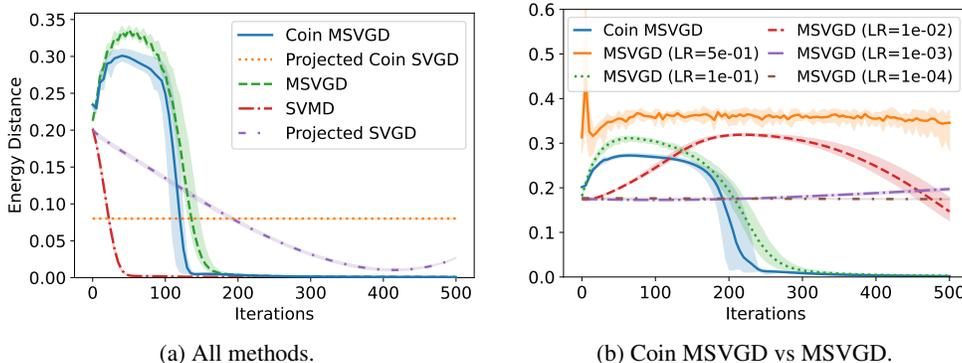 0.35
0.30
0.25
0.20
0.15
0.10
0.05
0.00
Energy Distance
Coin MSVGD
Projected Coin SVGD
MSVGD
SVMD
Projected SVGD
0 100 200 300 400 500
Iterations
(a) All methods.
0.6
0.5
0.4
0.3
0.2
0.1
0.0
Coin MSVGD
MSVGD (LR=5e-01)
MSVGD (LR=1e-01)
MSVGD (LR=1e-02)
MSVGD (LR=1e-03)
MSVGD (LR=1e-04)
0 100 200 300 400 500
Iterations
(b) Coin MSVGD vs MSVGD.